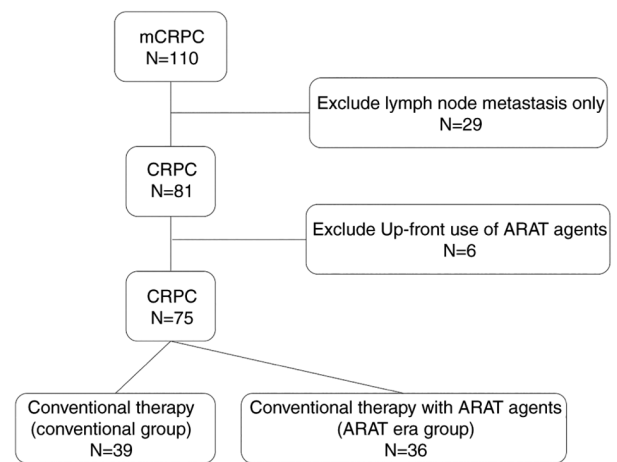 mCRPC
N=110
Exclude lymph node metastasis only
N=29
CRPC
N=81
Exclude Up-front use of ARAT agents
N=6
CRPC
N=75
Conventional therapy
(conventional group)
N=39
Conventional therapy with ARAT agents
(ARAT era group)
N=36